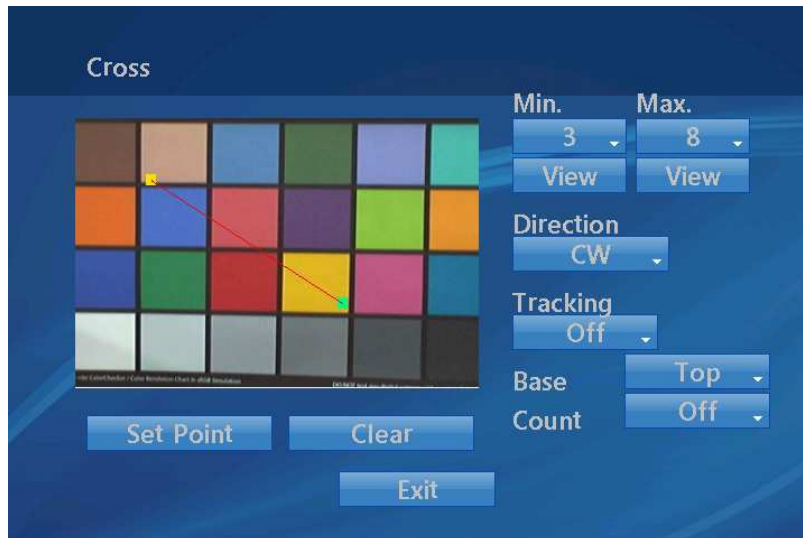 Cross
Min. Max.
3 8
View View
Direction
CW
Tracking
Off
Base Top
Count Off
Set Point Clear
Exit